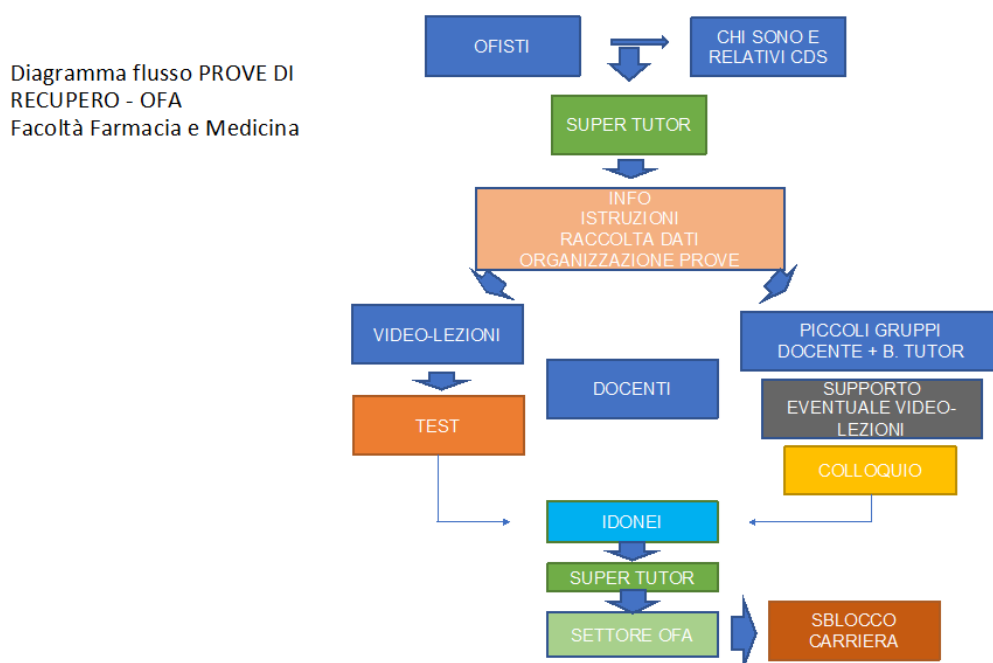 Diagramma flusso PROVE DI
RECUPERO - OFA
Facoltà Farmacia e Medicina
OFISTI
CHI SONO E
RELATIVI CDS
SUPER TUTOR
INFO
ISTRUZIONI
RACCOLTA DATI
ORGANIZZAZIONE PROVE
VIDEO-LEZIONI
PICCOLI GRUPPI
DOCENTE + B. TUTOR
DOCENTI
SUPPORTO
EVENTUALE VIDEO-
LEZIONI
TEST
COLLOQUIO
IDONEI
SUPER TUTOR
SETTORE OFA
SBLOCCO
CARRIERA